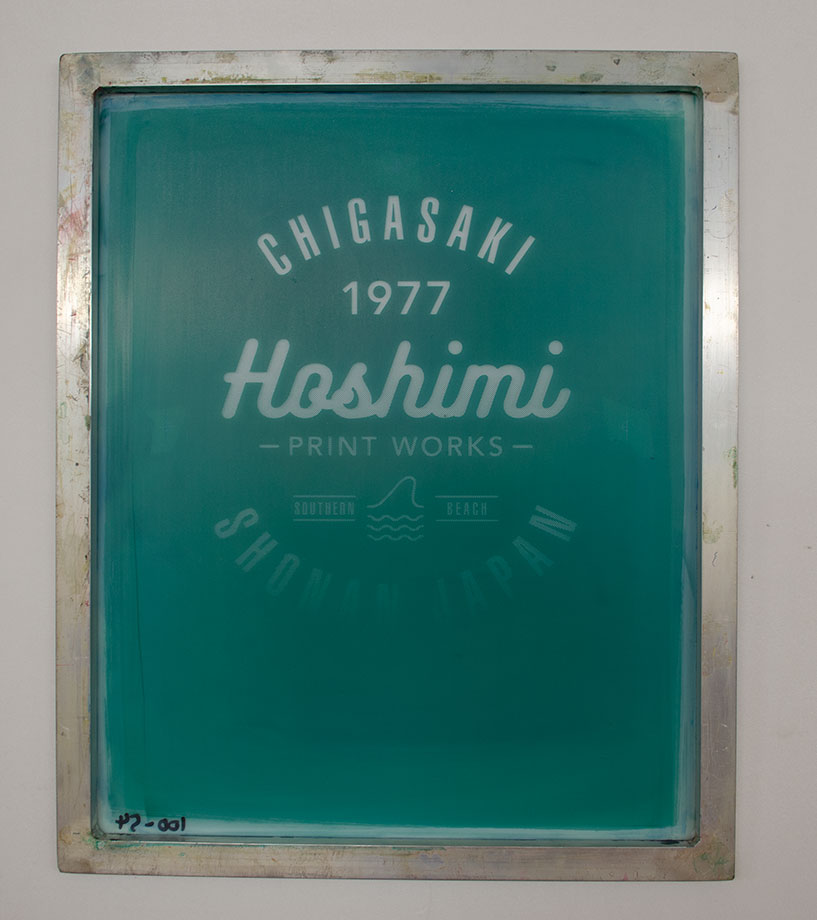 CHIGASAKI
1977
Hoshimi
– PRINT WORKS –
SOUTHERN BEACH
SHONAN JAPAN